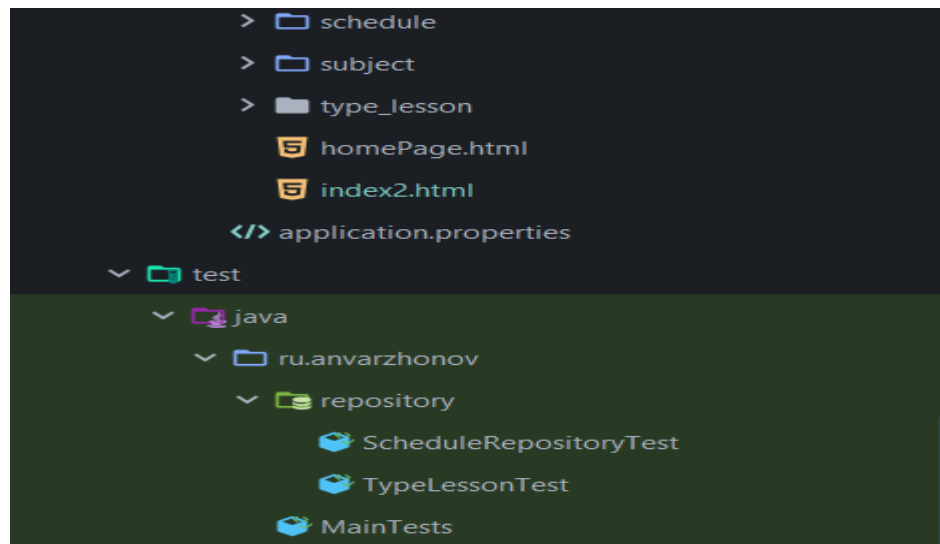 schedule
subject
type_lesson
homePage.html
index2.html
application.properties
test
java
ru.anvarzhonov
repository
ScheduleRepositoryTest
TypeLessonTest
MainTests